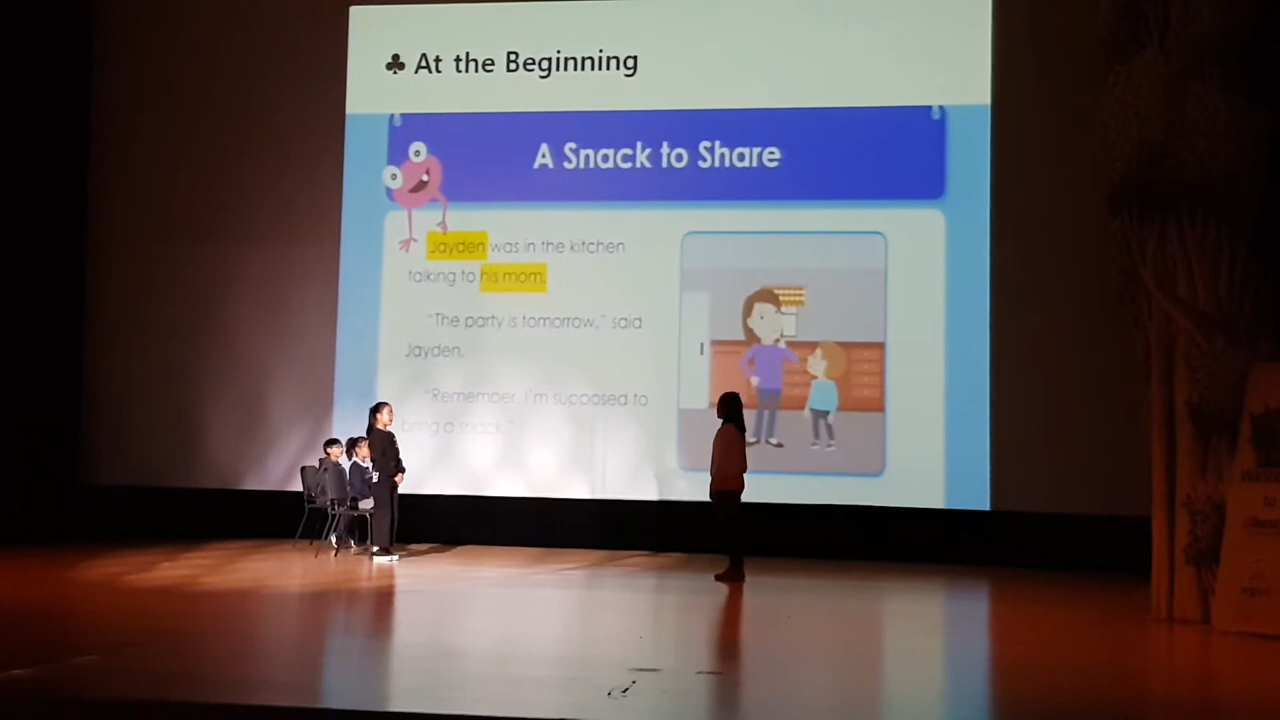 ♣ At the Beginning
A Snack to Share
Jayden was in the kitchen
talking to his mom.
"The party is tomorrow," said
Jayden.
"Remember, I'm supposed to
bring a snack."